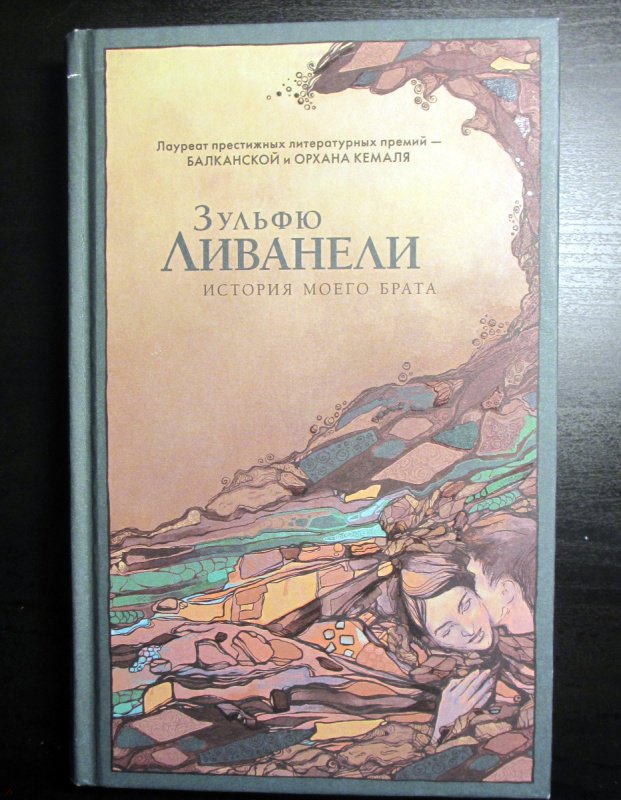 Лауреат престижных литературных премий —
БАЛКАНСКОЙ и ОРХАНА КЕМАЛЯ
ЗУЛЬФЮ
ЛИВАНЕЛИ
ИСТОРИЯ МОЕГО БРАТА